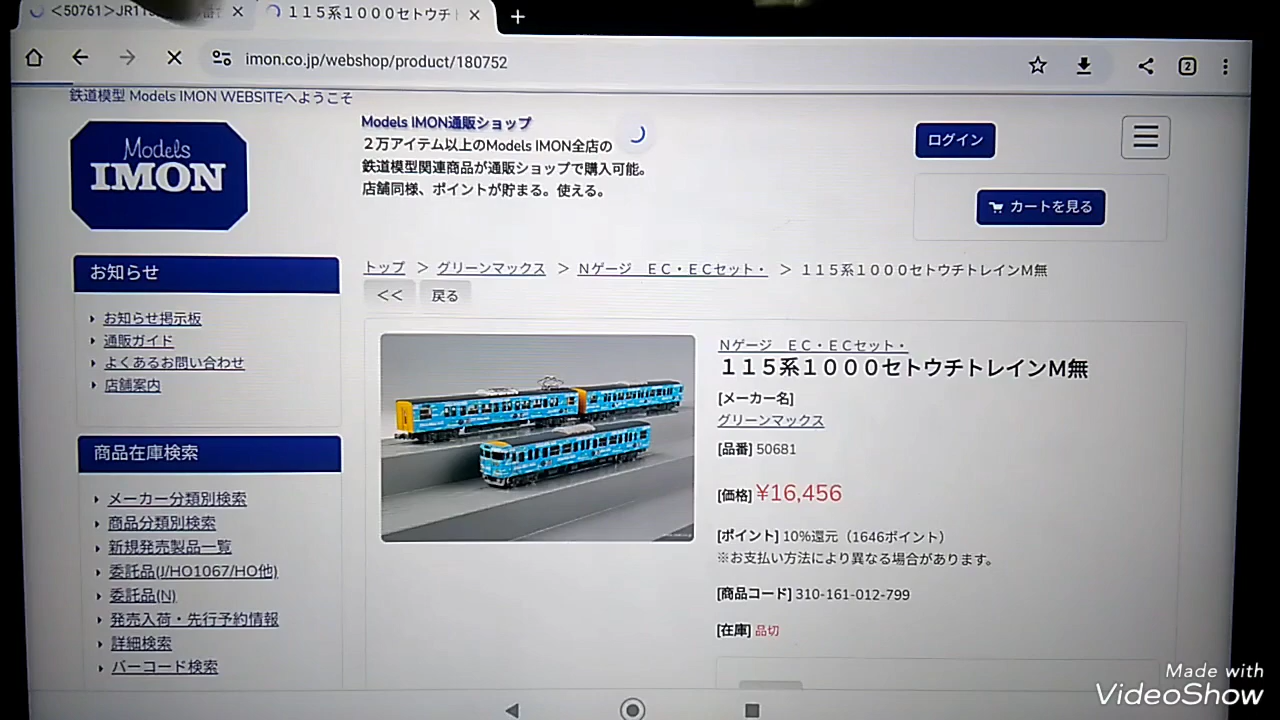 <50761>JR115
１１５系１０００セトウチト
imon.co.jp/webshop/product/180752
2
鉄道模型 Models IMON WEBSITEへようこそ
Models
IMON
Models IMON通販ショップ
２万アイテム以上のModels IMON全店の
鉄道模型関連商品が通販ショップで購入可能。
店舗同様、ポイントが貯まる。使える。
ログイン
カートを見る
お知らせ
お知らせ掲示板
通販ガイド
よくあるお問い合わせ
店舗案内
商品在庫検索
メーカー分類別検索
商品分類別検索
新規発売製品一覧
委託品(J/HO1067/HO他)
委託品(N)
発売入荷・先行予約情報
詳細検索
バーコード検索
トップ > グリーンマックス > Ｎゲージ　ＥＣ・ＥＣセット・ > １１５系１０００セトウチトレインＭ無
<< 戻る
Ｎゲージ　ＥＣ・ＥＣセット・
１１５系１０００セトウチトレインＭ無
[メーカー名]
グリーンマックス
[品番] 50681
[価格] ¥16,456
[ポイント] 10%還元（1646ポイント）
※お支払い方法により異なる場合があります。
[商品コード] 310-161-012-799
[在庫] 品切
Made with
VideoShow